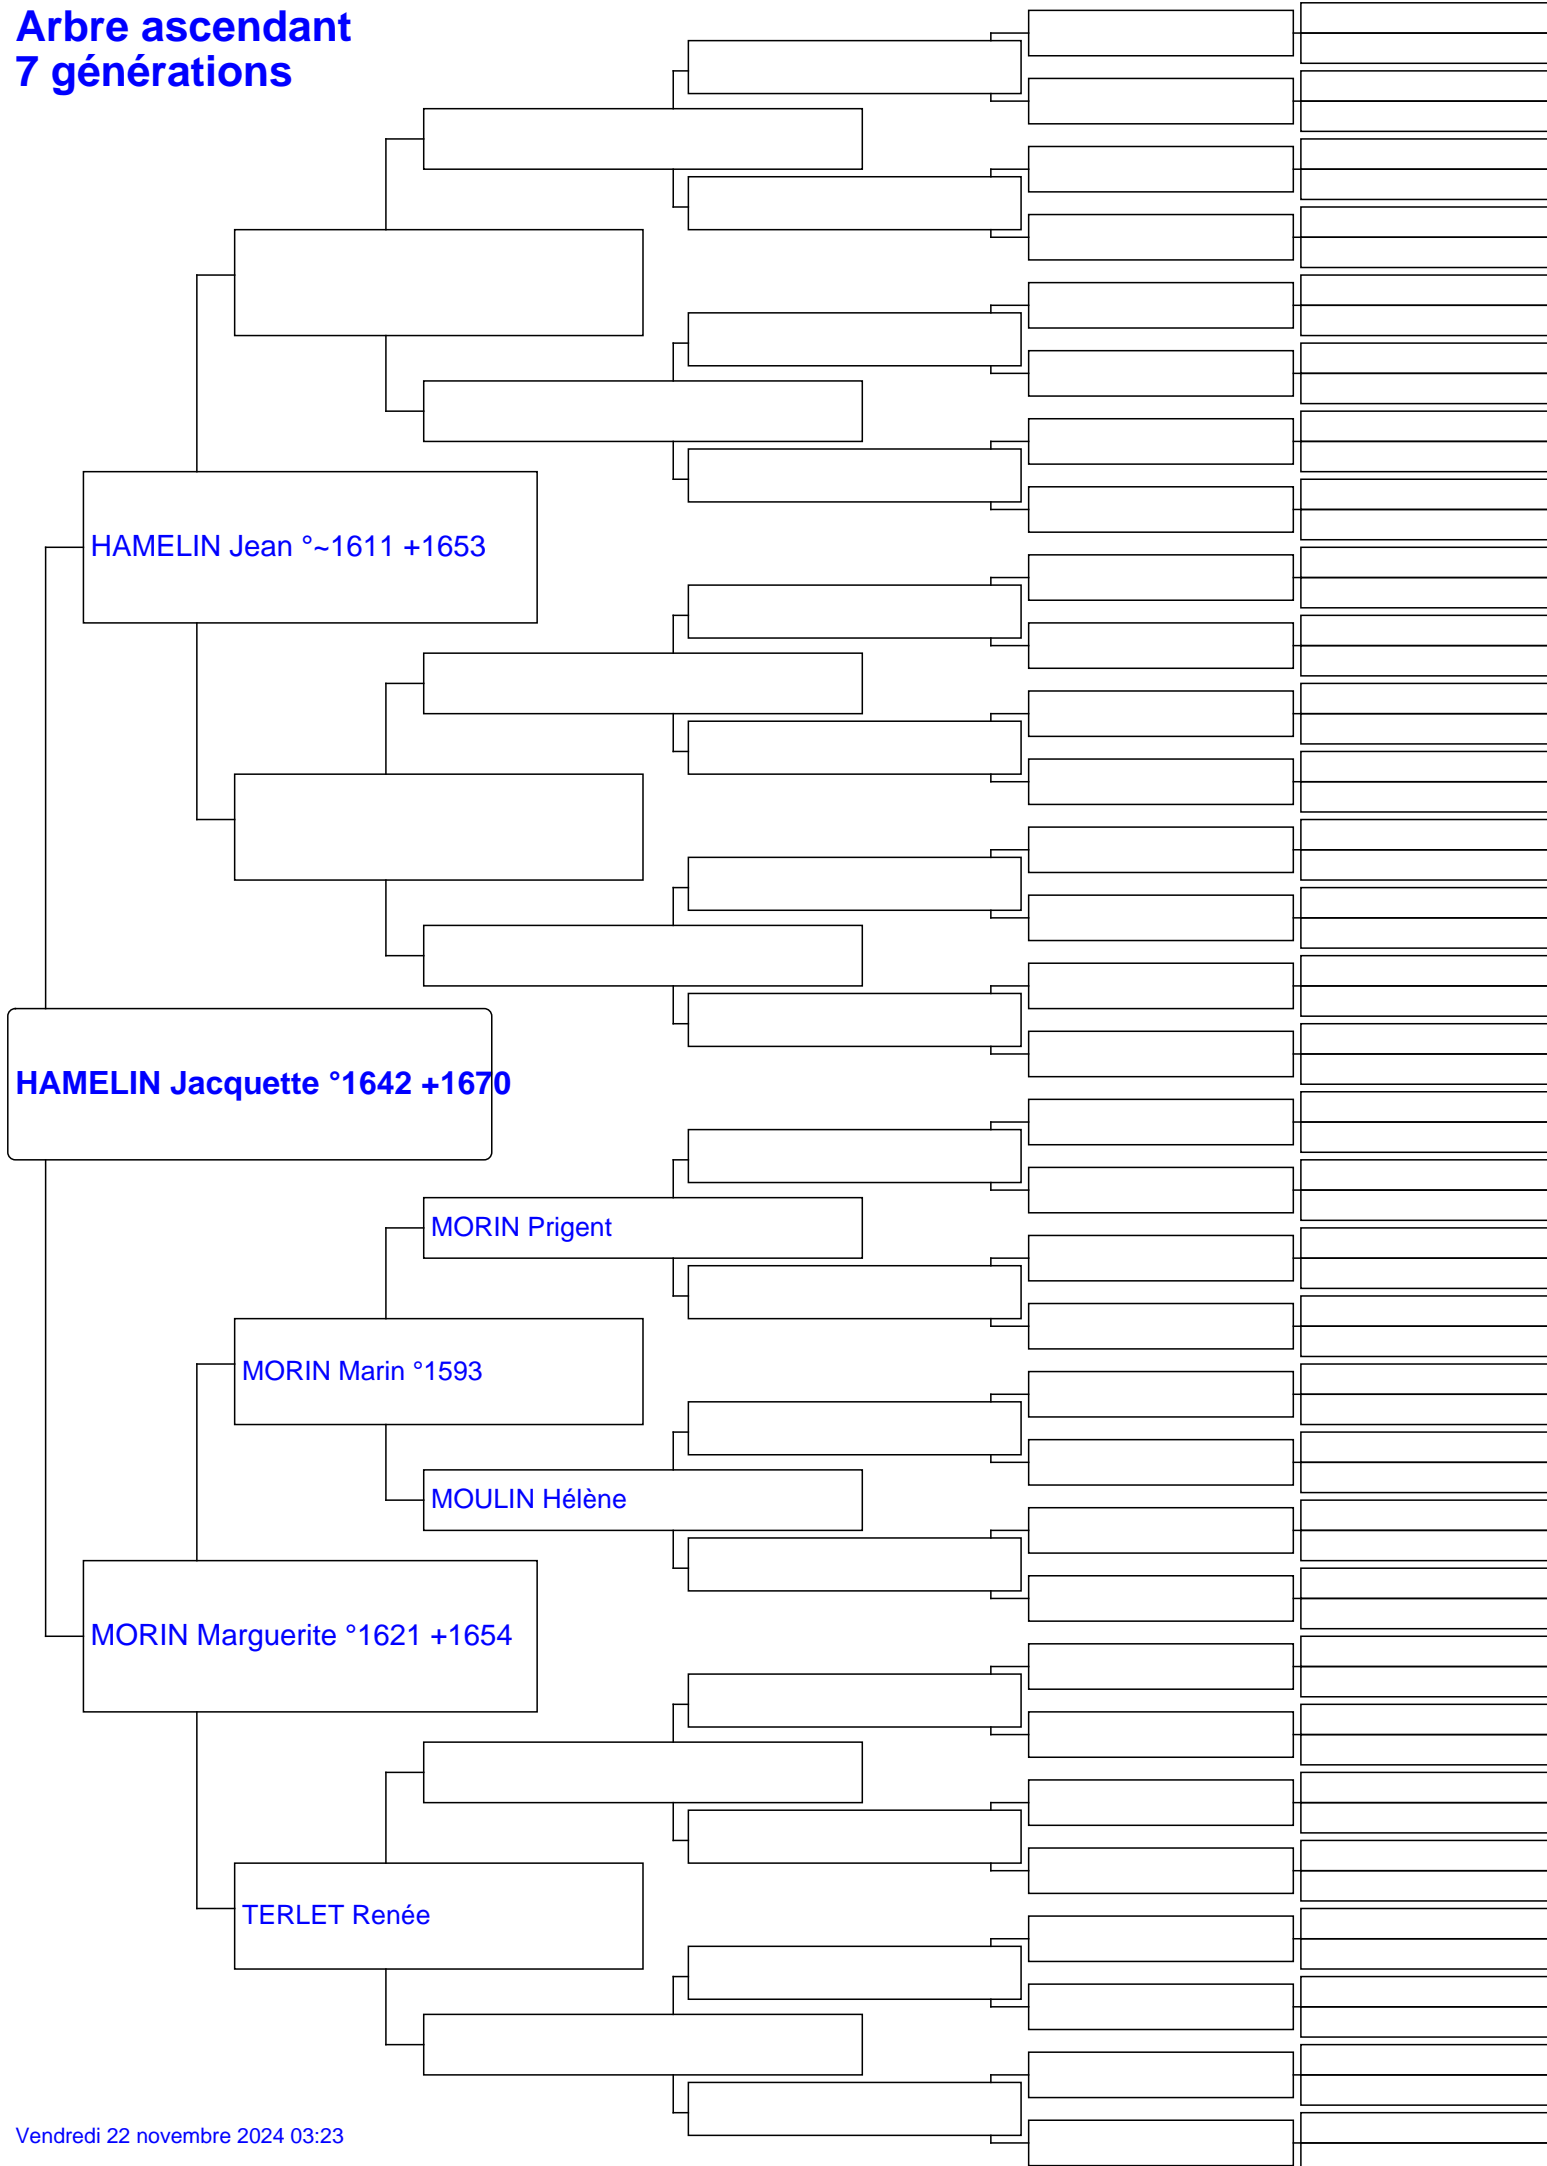 Arbre ascendant
7 générations
HAMELIN Jean °~1611 +1653
HAMELIN Jacquette °1642 +1670
MORIN Prigent
MORIN Marin °1593
MOULIN Hélène
MORIN Marguerite °1621 +1654
TERLET Renée
Vendredi 22 novembre 2024 03:23